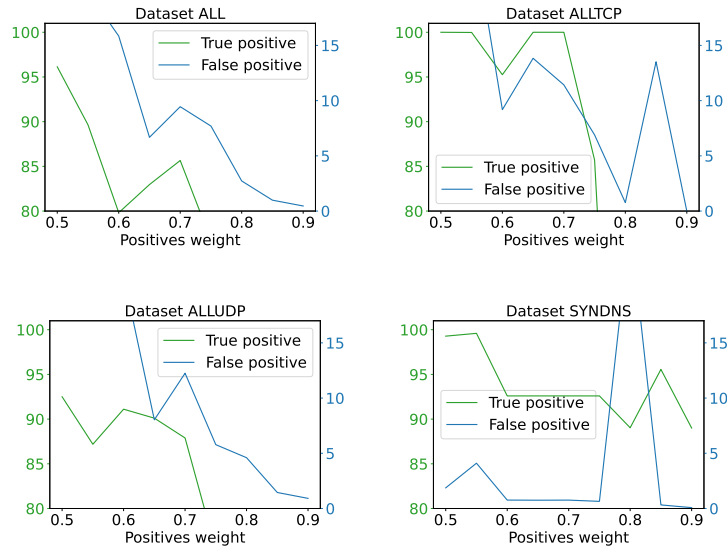 Dataset ALL
100
95
90
85
80
True positive
False positive
15
10
5
0
0.5 0.6 0.7 0.8 0.9
Positives weight
Dataset ALLTCP
100
95
90
85
80
True positive
False positive
15
10
5
0
0.5 0.6 0.7 0.8 0.9
Positives weight
Dataset ALLUDP
100
95
90
85
80
True positive
False positive
15
10
5
0
0.5 0.6 0.7 0.8 0.9
Positives weight
Dataset SYNDNS
100
95
90
85
80
True positive
False positive
15
10
5
0
0.5 0.6 0.7 0.8 0.9
Positives weight